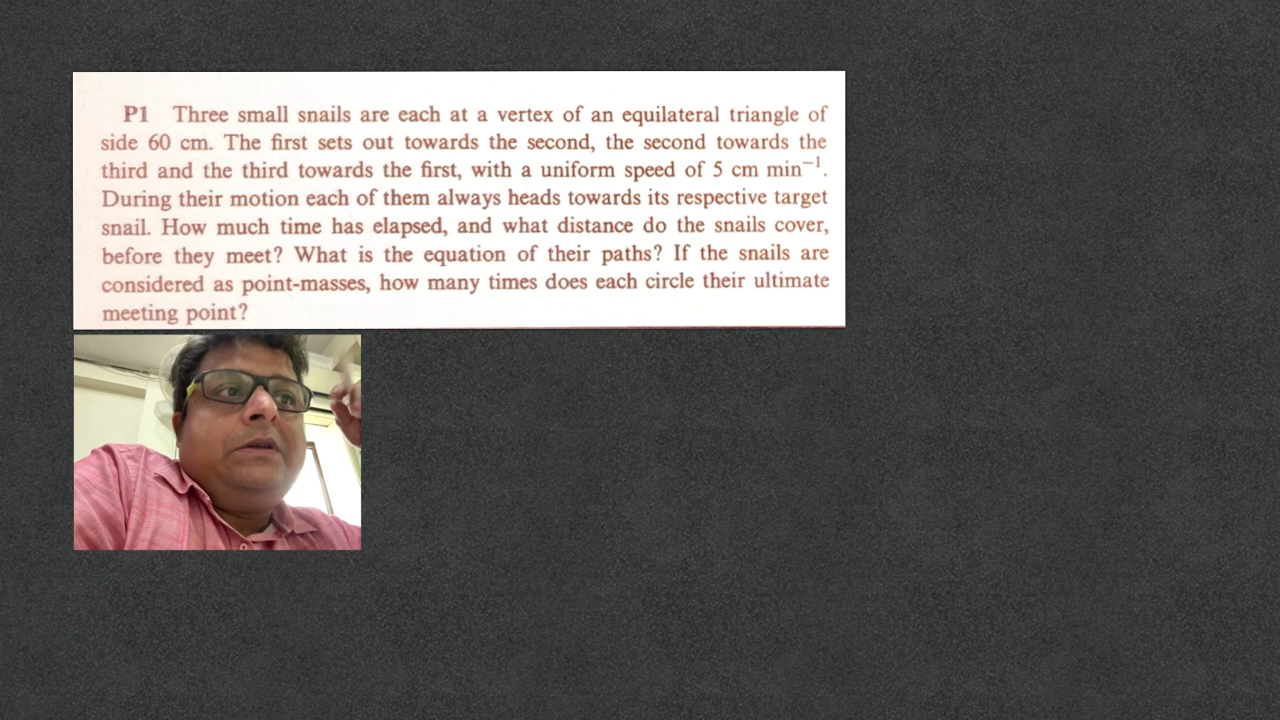 P1 Three small snails are each at a vertex of an equilateral triangle of
side 60 cm. The first sets out towards the second, the second towards the
third and the third towards the first, with a uniform speed of 5 cm min⁻¹.
During their motion each of them always heads towards its respective target
snail. How much time has elapsed, and what distance do the snails cover,
before they meet? What is the equation of their paths? If the snails are
considered as point-masses, how many times does each circle their ultimate
meeting point?